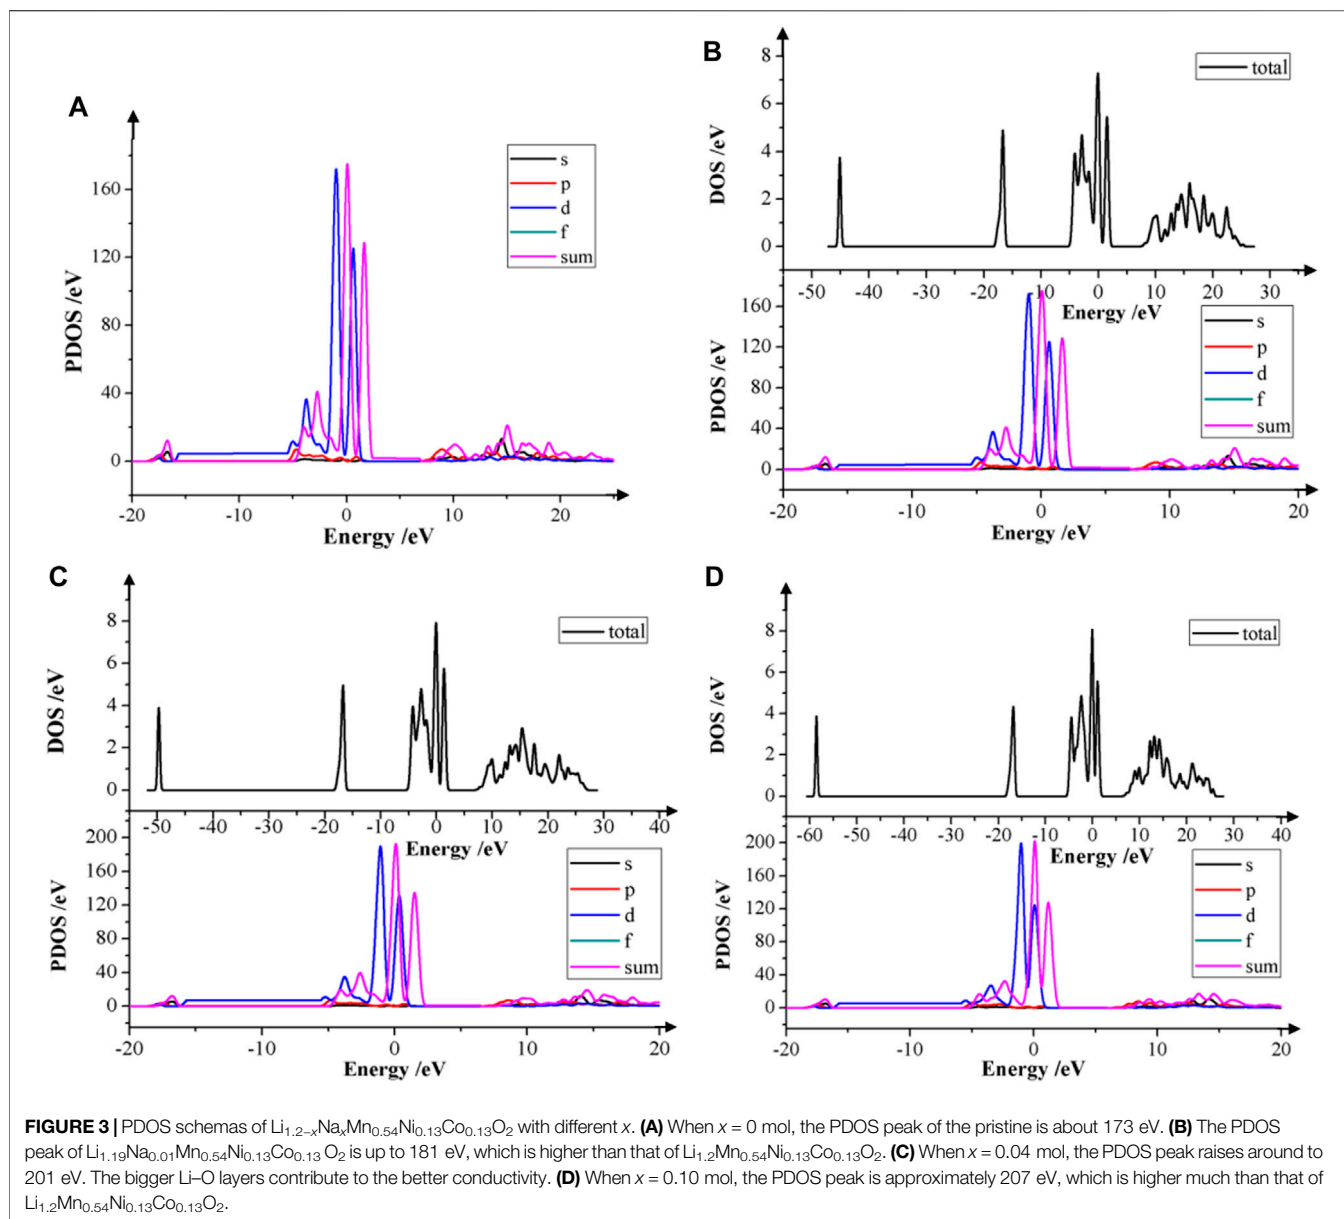 A
PDOS /eV
160
120
80
40
0
-20
-10
0
10
20
Energy /eV
s
p
d
f
sum
B
DOS /eV
8
6
4
2
0
-50
-40
-30
-20
-10
0
10
20
30
Energy /eV
total
PDOS /eV
160
120
80
40
0
-20
-10
0
10
20
Energy /eV
s
p
d
f
sum
C
DOS /eV
8
6
4
2
0
-50
-40
-30
-20
-10
0
10
20
30
40
Energy /eV
total
PDOS /eV
200
160
120
80
40
0
-20
-10
0
10
20
Energy /eV
s
p
d
f
sum
D
DOS /eV
8
6
4
2
0
-60
-50
-40
-30
-20
-10
0
10
20
30
40
Energy /eV
total
PDOS /eV
200
160
120
80
40
0
-20
-10
0
10
20
Energy /eV
s
p
d
f
sum
FIGURE 3 | PDOS schemas of Li1.2–xNaxMn0.54Ni0.13Co0.13O2 with different x. (A) When x = 0 mol, the PDOS peak of the pristine is about 173 eV. (B) The PDOS
peak of Li1.19Na0.01Mn0.54Ni0.13Co0.13 O2 is up to 181 eV, which is higher than that of Li1.2Mn0.54Ni0.13Co0.13O2. (C) When x = 0.04 mol, the PDOS peak raises around to
201 eV. The bigger Li–O layers contribute to the better conductivity. (D) When x = 0.10 mol, the PDOS peak is approximately 207 eV, which is higher much than that of
Li1.2Mn0.54Ni0.13Co0.13O2.